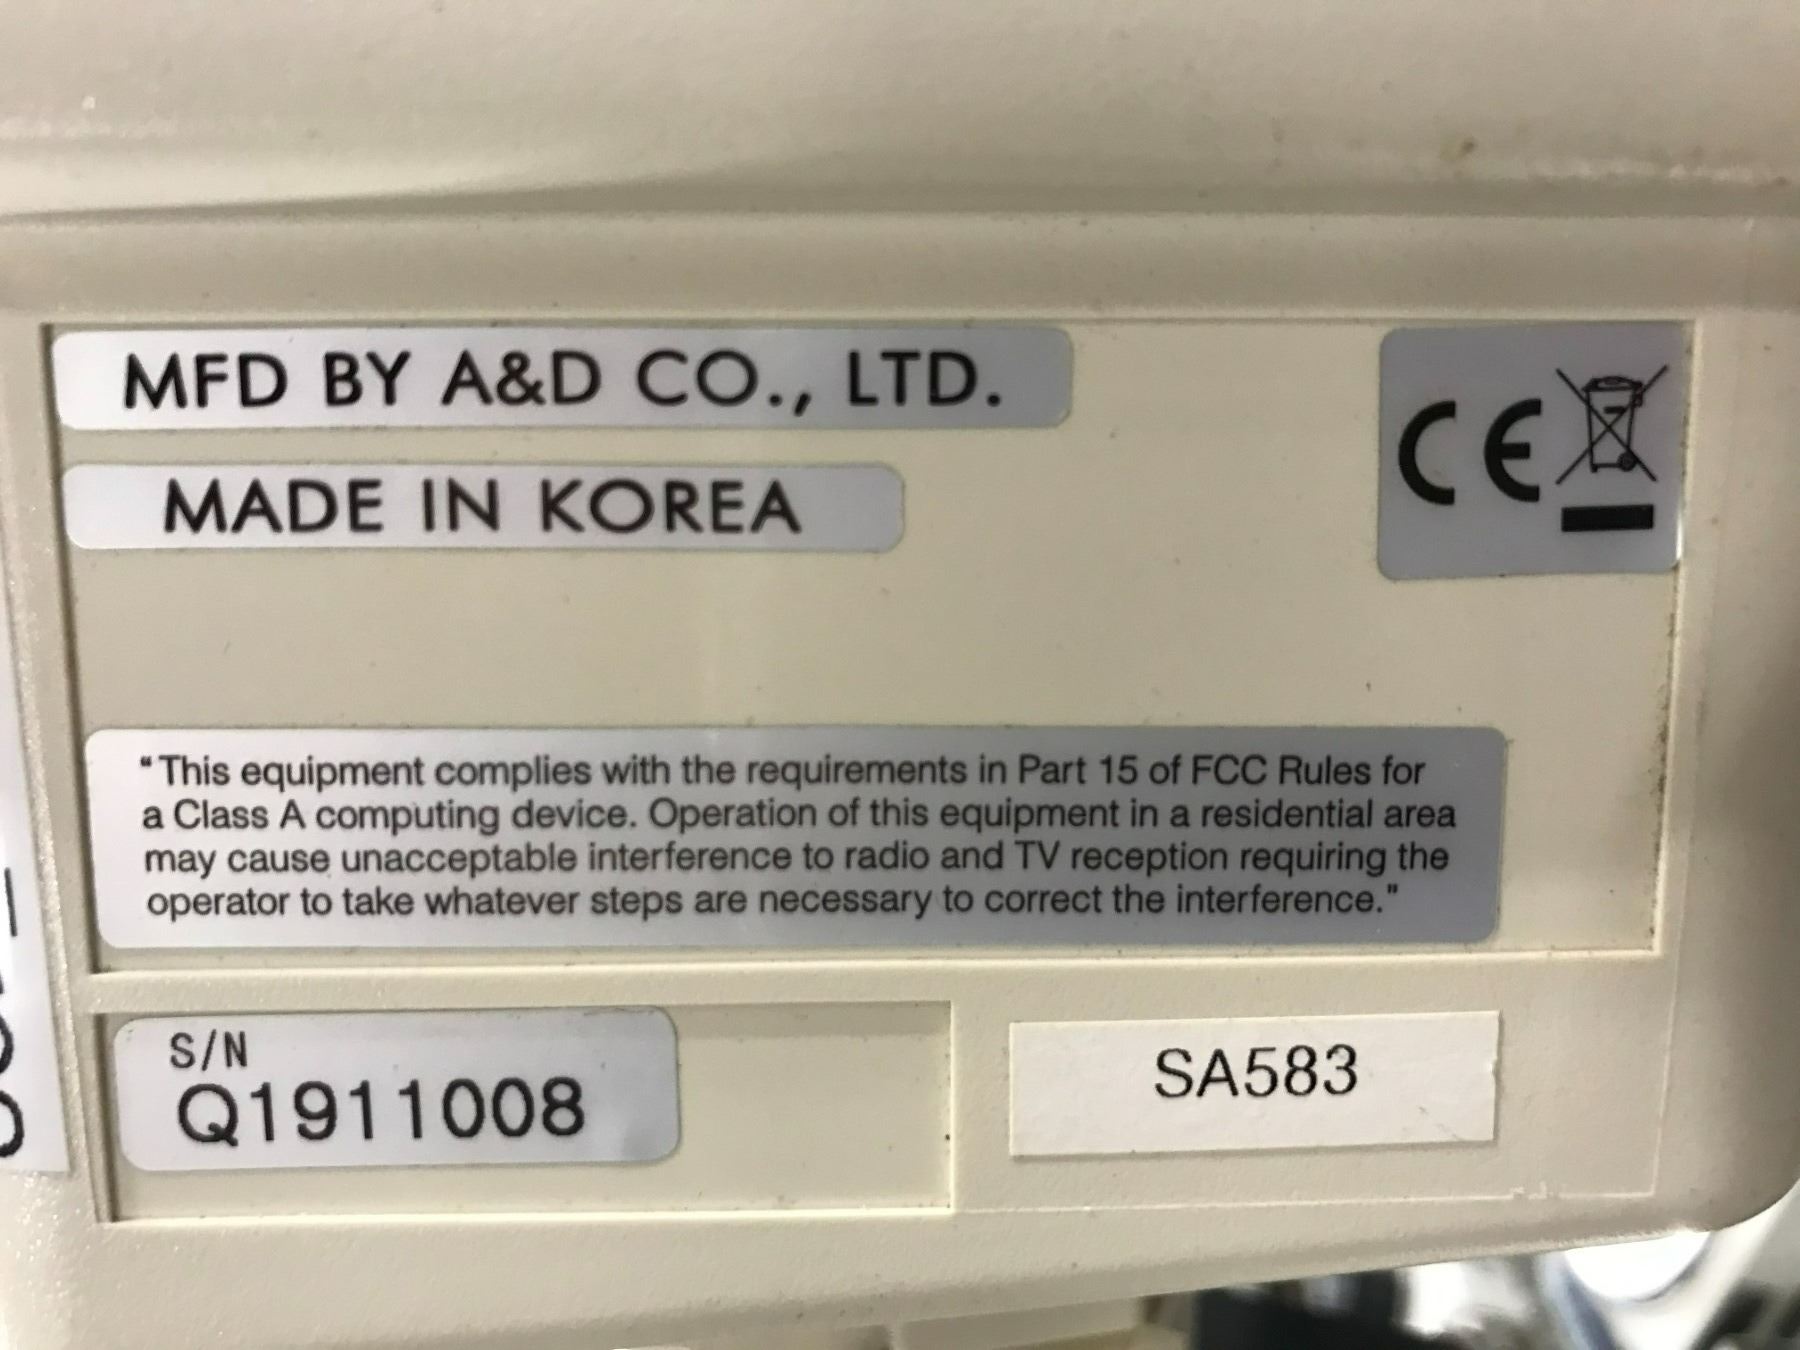 MFD BY A&D CO., LTD.
MADE IN KOREA
CE
"This equipment complies with the requirements in Part 15 of FCC Rules for
a Class A computing device. Operation of this equipment in a residential area
may cause unacceptable interference to radio and TV reception requiring the
operator to take whatever steps are necessary to correct the interference."
S/N
Q1911008
SA583